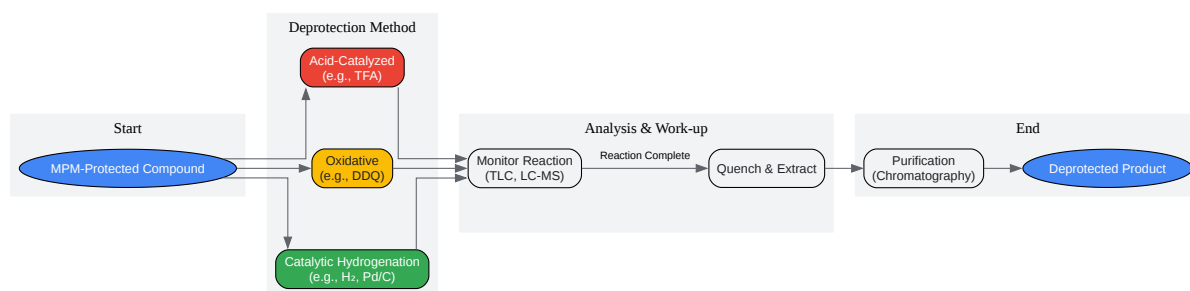 Start
MPM-Protected Compound
Deprotection Method
Acid-Catalyzed
(e.g., TFA)
Oxidative
(e.g., DDQ)
Catalytic Hydrogenation
(e.g., H₂, Pd/C)
Analysis & Work-up
Monitor Reaction
(TLC, LC-MS)
Reaction Complete
Quench & Extract
End
Purification
(Chromatography)
Deprotected Product